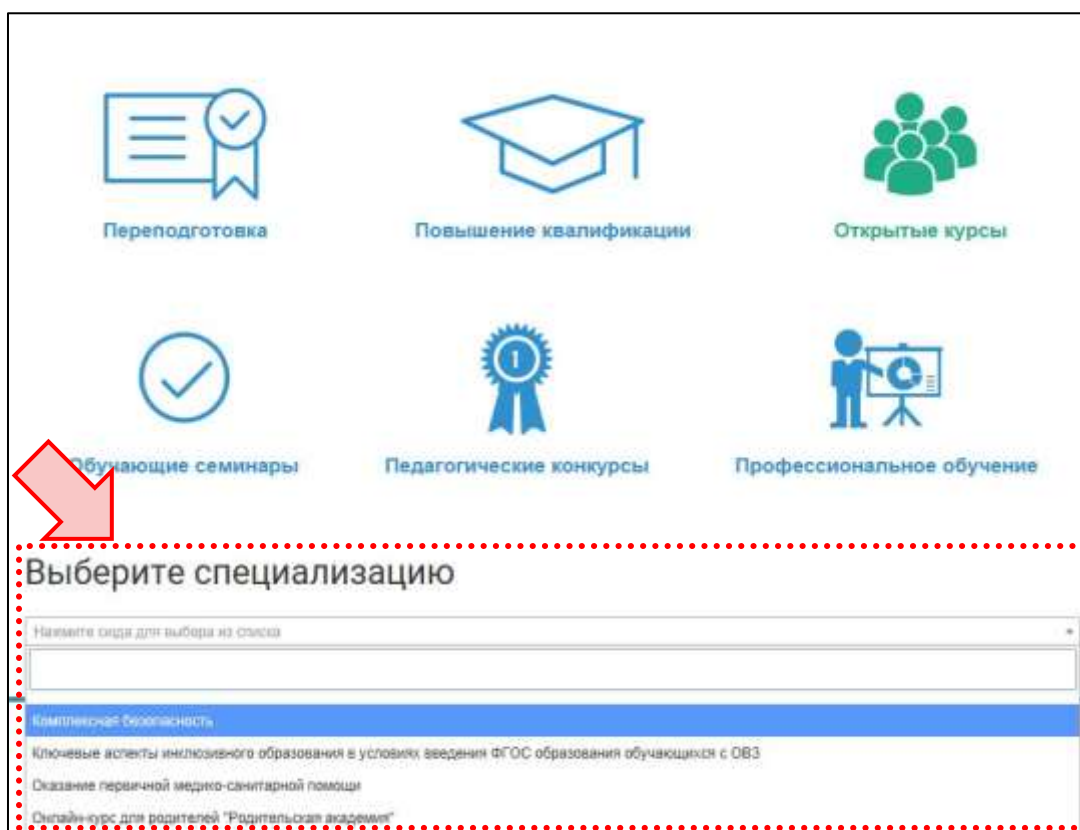 Переподготовка
Повышение квалификации
Открытые курсы
1
Обучающие семинары
Педагогические конкурсы
Профессиональное обучение
Выберите специализацию
Нажмите сюда для выбора из списка
Комплексная безопасность
Ключевые аспекты инклюзивного образования в условиях введения ФГОС образования обучающихся с ОВЗ
Оказание первичной медико-санитарной помощи
Онлайн-курс для родителей "Родительская академия"